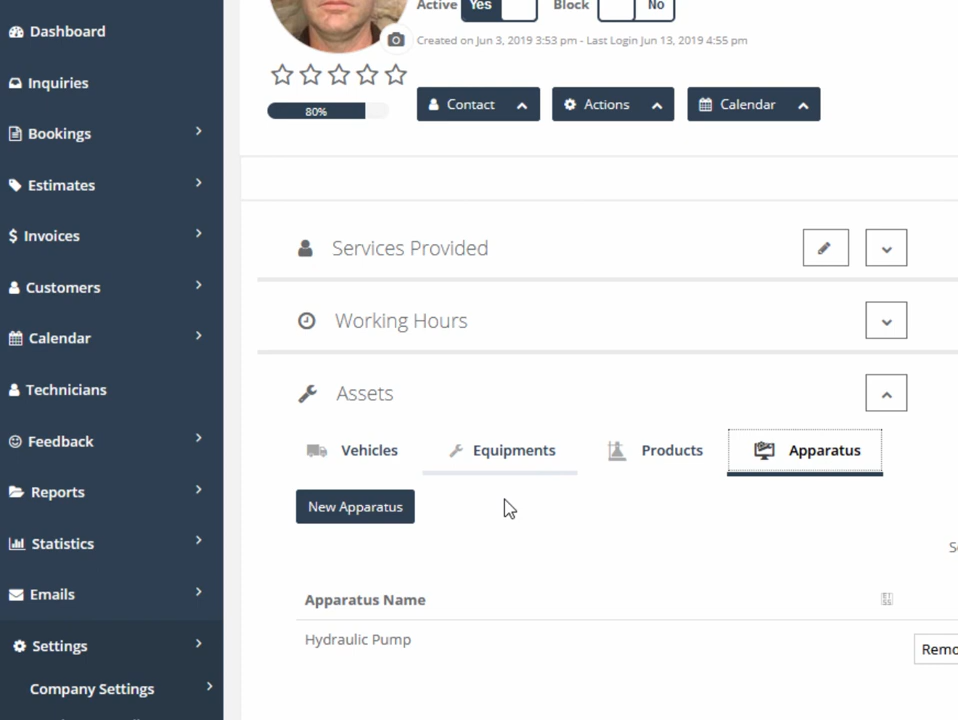 Dashboard
Inquiries
Bookings
Estimates
Invoices
Customers
Calendar
Technicians
Feedback
Reports
Statistics
Emails
Settings
Company Settings
Active Yes Block No
Created on Jun 3, 2019 3:53 pm - Last Login Jun 13, 2019 4:55 pm
80%
Contact Actions Calendar
Services Provided
Working Hours
Assets
Vehicles Equipments Products Apparatus
New Apparatus
Apparatus Name
Hydraulic Pump
Remo